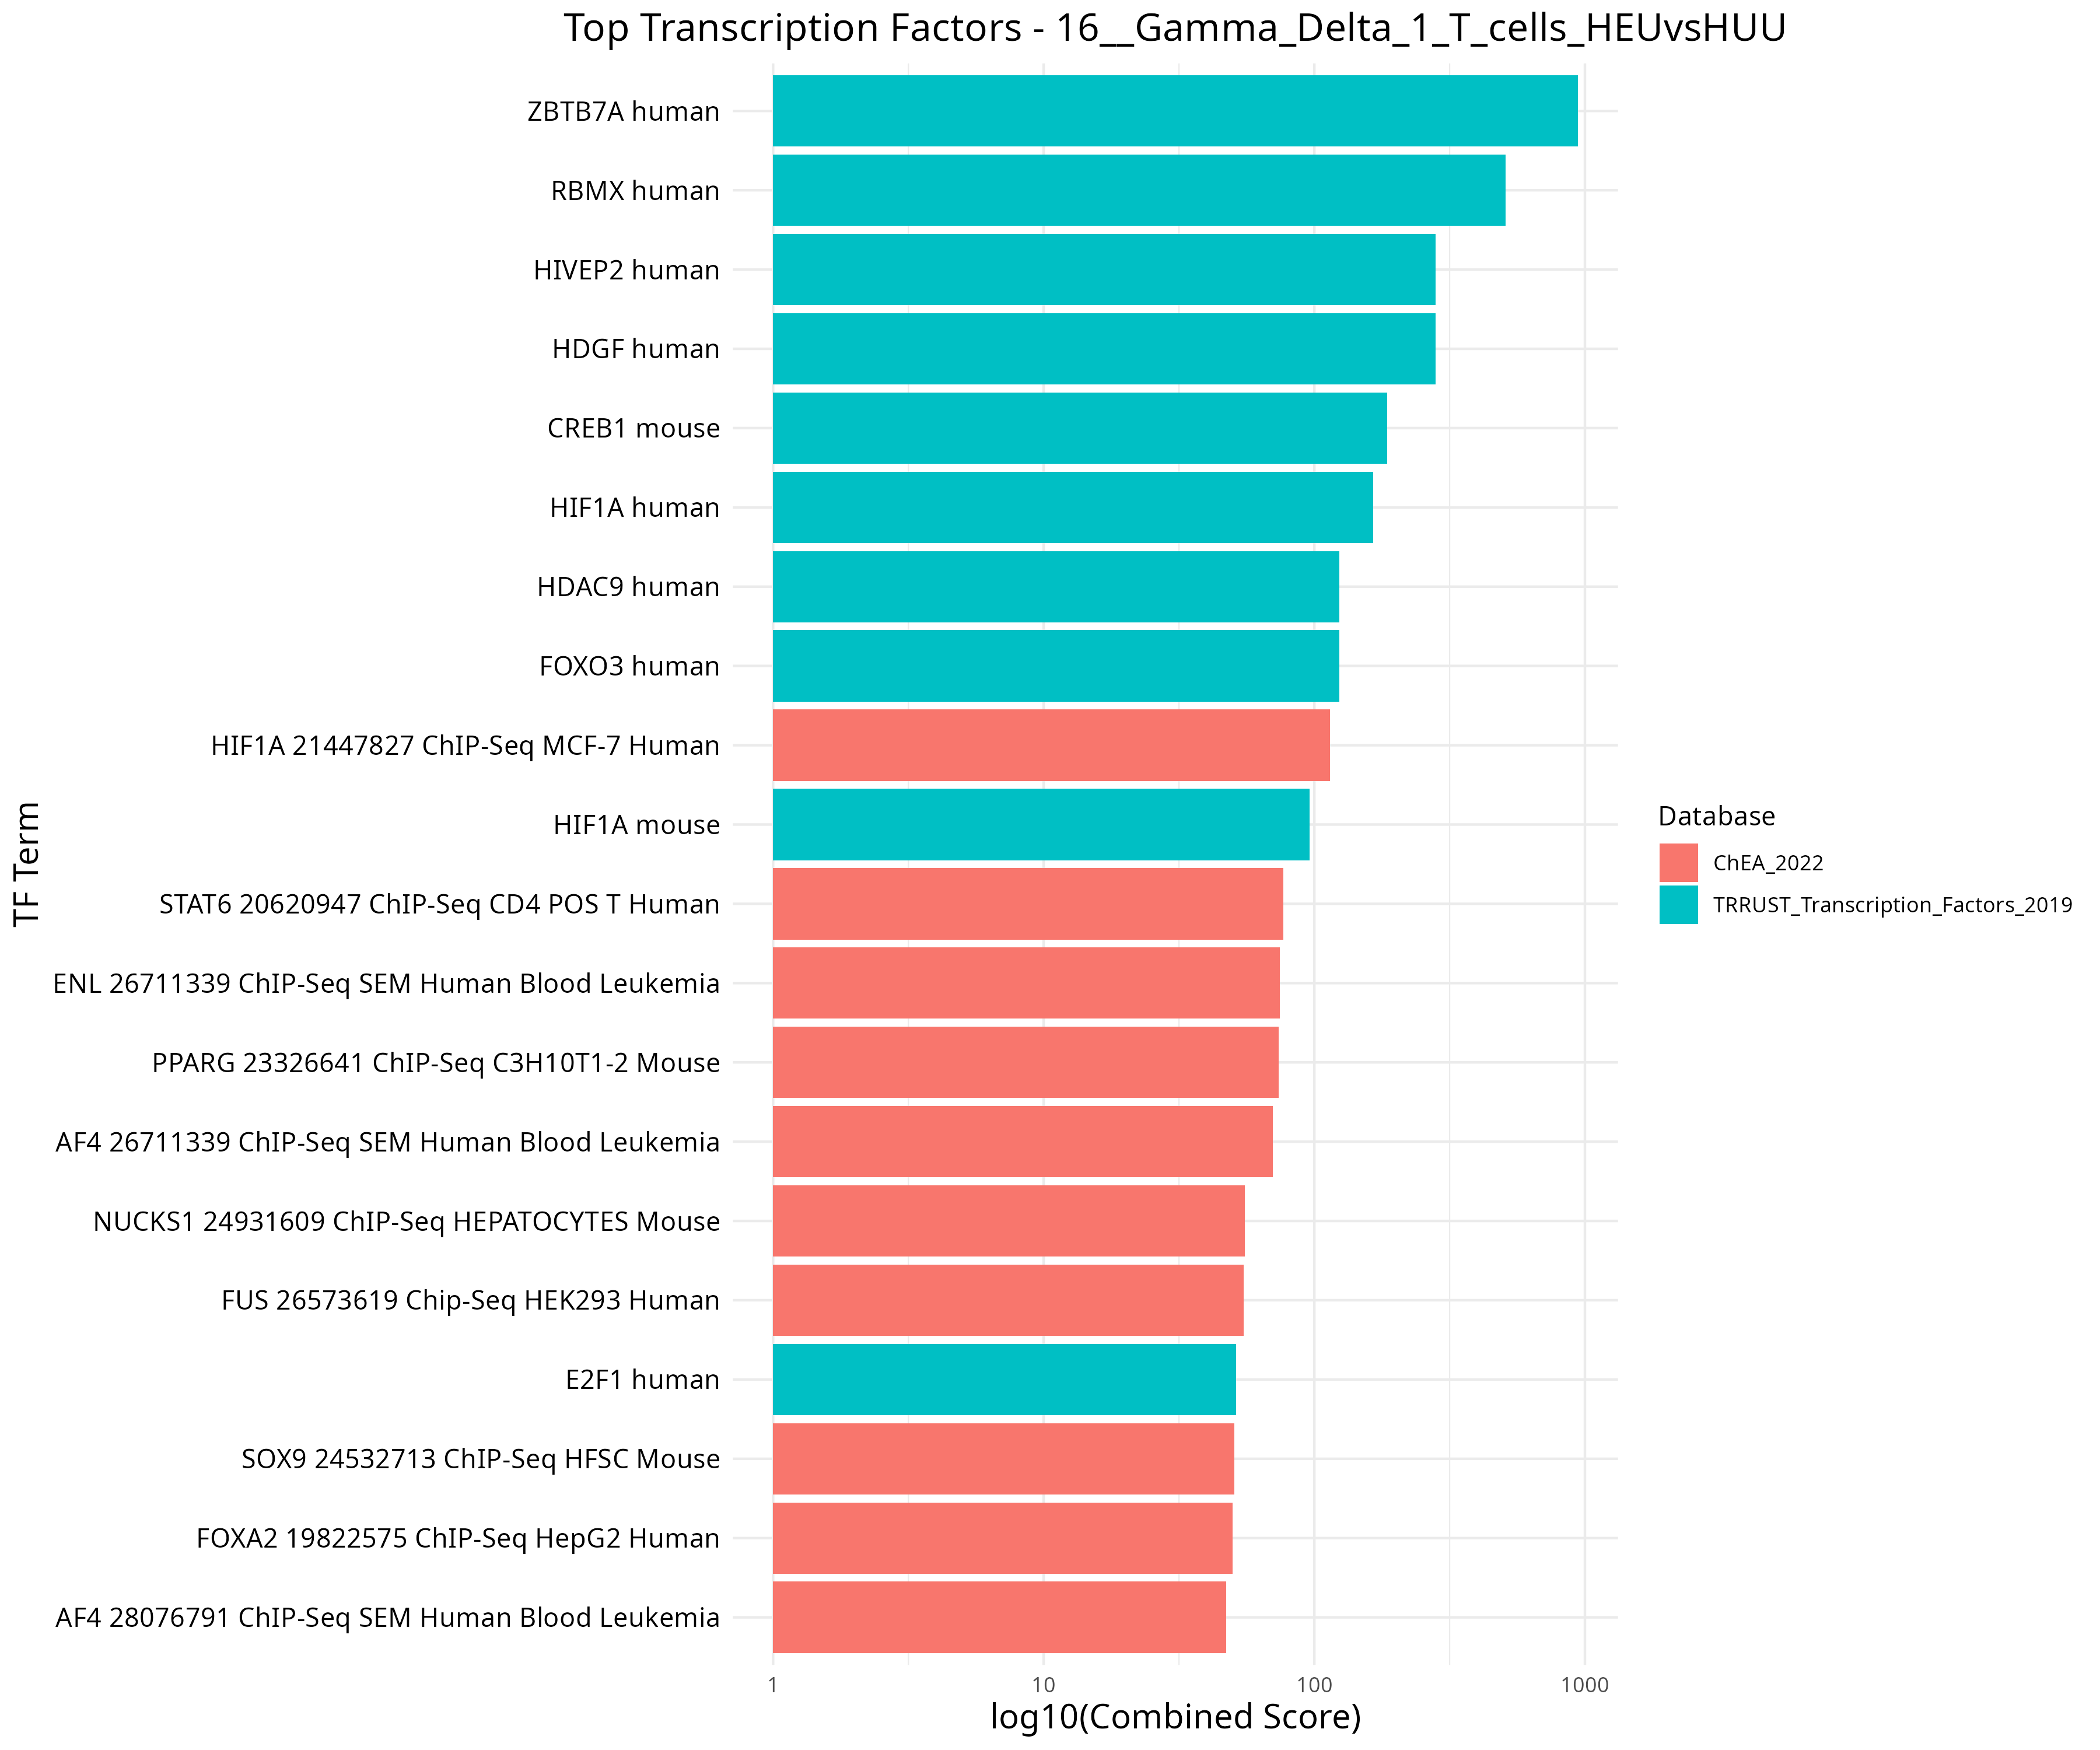 Top Transcription Factors - 16__Gamma_Delta_1_T_cells_HEUvsHUU
TF Term
ZBTB7A human
RBMX human
HIVEP2 human
HDGF human
CREB1 mouse
HIF1A human
HDAC9 human
FOXO3 human
HIF1A 21447827 ChIP-Seq MCF-7 Human
HIF1A mouse
STAT6 20620947 ChIP-Seq CD4 POS T Human
ENL 26711339 ChIP-Seq SEM Human Blood Leukemia
PPARG 23326641 ChIP-Seq C3H10T1-2 Mouse
AF4 26711339 ChIP-Seq SEM Human Blood Leukemia
NUCKS1 24931609 ChIP-Seq HEPATOCYTES Mouse
FUS 26573619 Chip-Seq HEK293 Human
E2F1 human
SOX9 24532713 ChIP-Seq HFSC Mouse
FOXA2 19822575 ChIP-Seq HepG2 Human
AF4 28076791 ChIP-Seq SEM Human Blood Leukemia
1 10 100 1000
log10(Combined Score)
Database
ChEA_2022
TRRUST_Transcription_Factors_2019